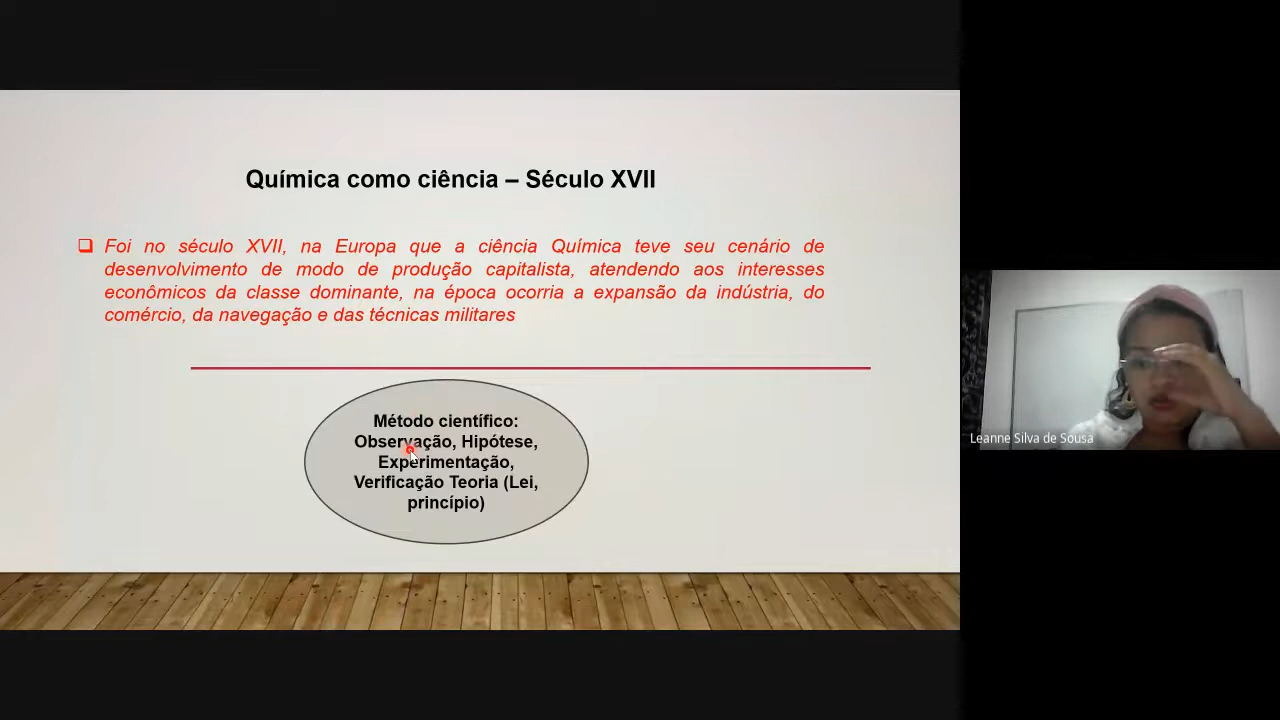 Química como ciência – Século XVII
Foi no século XVII, na Europa que a ciência Química teve seu cenário de
desenvolvimento de modo de produção capitalista, atendendo aos interesses
econômicos da classe dominante, na época ocorria a expansão da indústria, do
comércio, da navegação e das técnicas militares
Método científico:
Observação, Hipótese,
Experimentação,
Verificação Teoria (Lei,
princípio)
Leanne Silva de Sousa